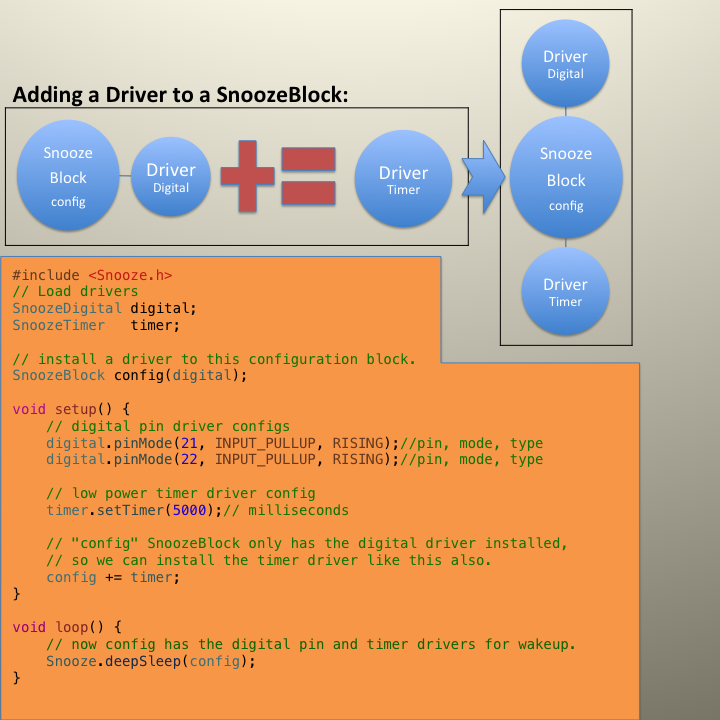 Adding a Driver to a SnoozeBlock:
Snooze
Block
config
Driver
Digital
Driver
Timer
Driver
Digital
Snooze
Block
config
Driver
Timer
#include <Snooze.h>
// Load drivers
SnoozeDigital digital;
SnoozeTimer   timer;

// install a driver to this configuration block.
SnoozeBlock config(digital);

void setup() {
    // digital pin driver configs
    digital.pinMode(21, INPUT_PULLUP, RISING);//pin, mode, type
    digital.pinMode(22, INPUT_PULLUP, RISING);//pin, mode, type

    // low power timer driver config
    timer.setTimer(5000);// milliseconds

    // "config" SnoozeBlock only has the digital driver installed,
    // so we can install the timer driver like this also.
    config += timer;
}

void loop() {
    // now config has the digital pin and timer drivers for wakeup.
    Snooze.deepSleep(config);
}